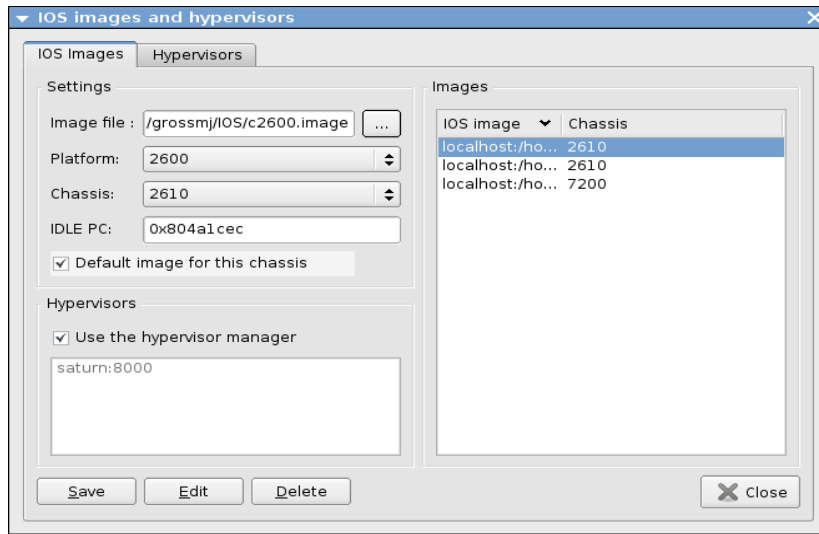 IOS images and hypervisors
IOS Images
Hypervisors
Settings
Image file :
/grossmj/IOS/c2600.image
...
Platform:
2600
Chassis:
2610
IDLE PC:
0x804a1cec
Default image for this chassis
Hypervisors
Use the hypervisor manager
saturn:8000
Save
Edit
Delete
Images
IOS image
Chassis
localhost:/ho... 2610
localhost:/ho... 2610
localhost:/ho... 7200
Close